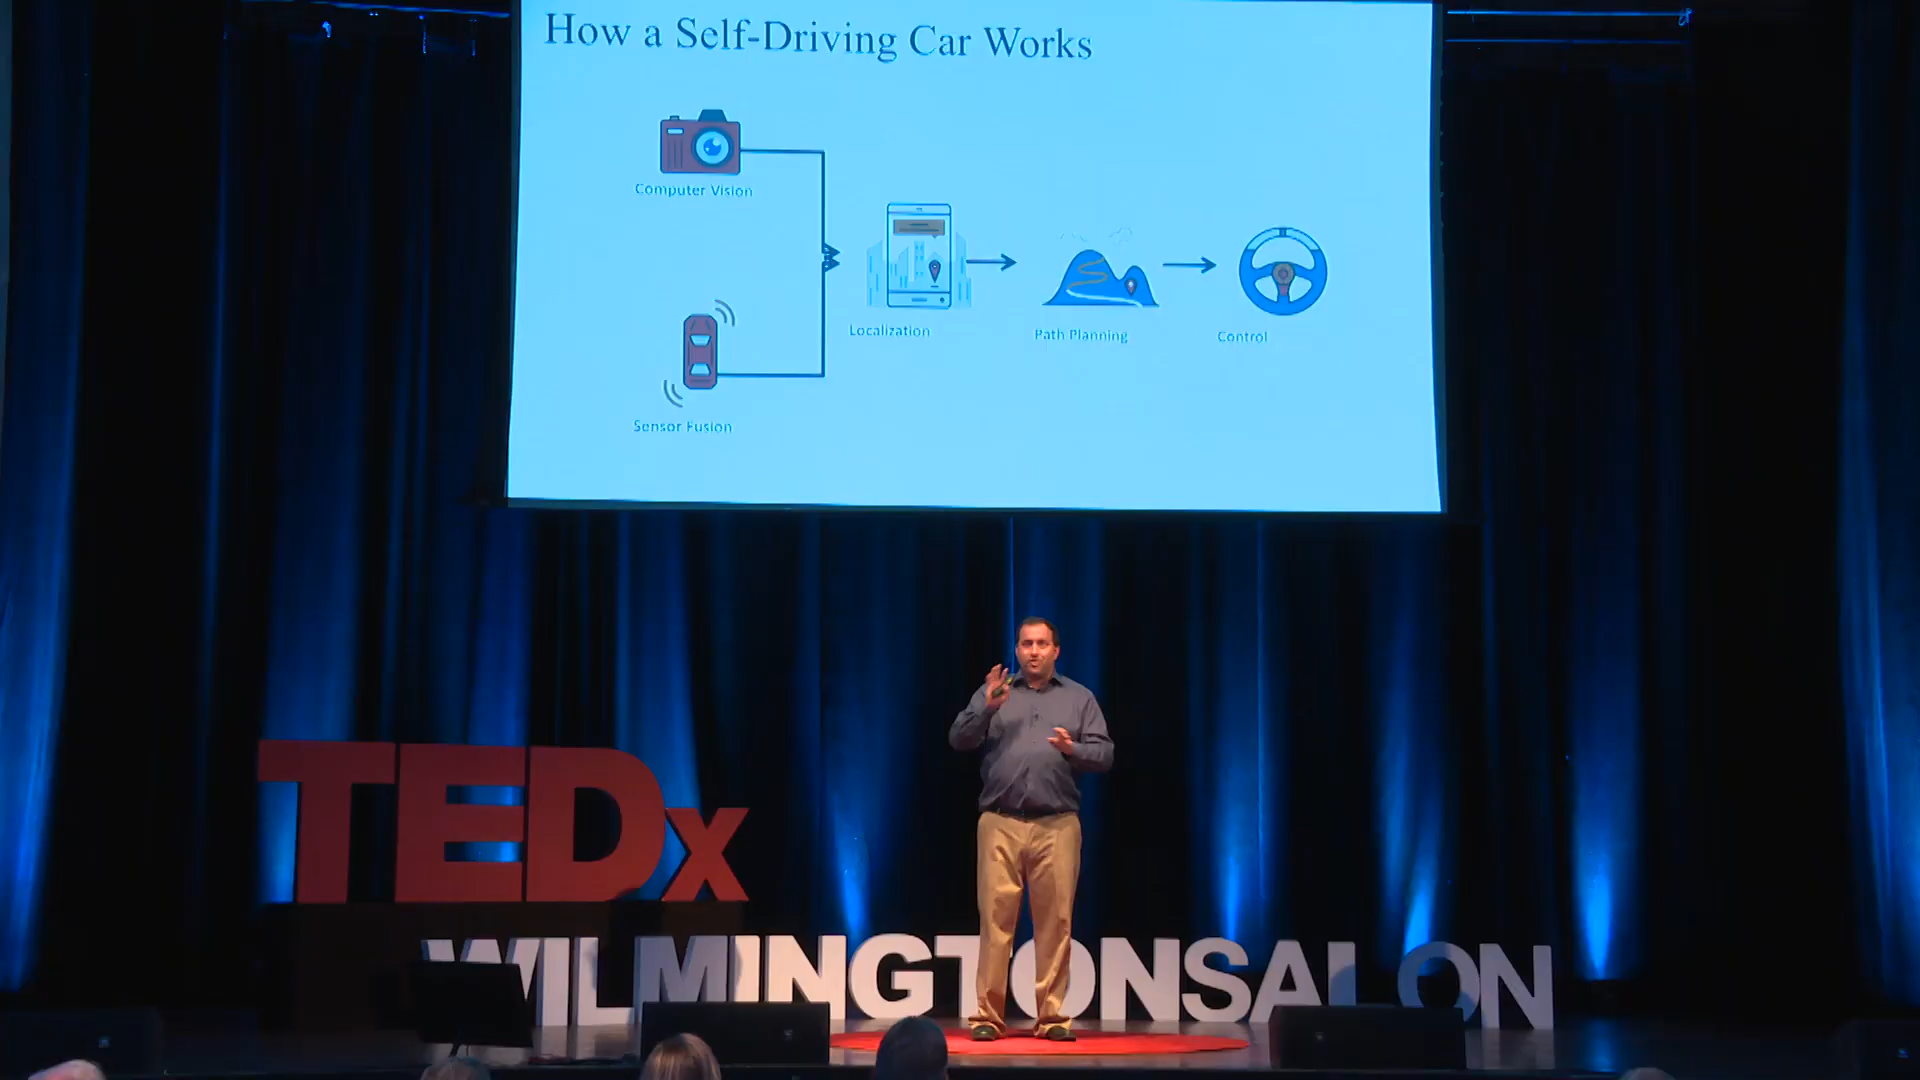 How a Self-Driving Car Works
Computer Vision
Localization
Path Planning
Control
Sensor Fusion
TEDx
WILMINGTONSALON